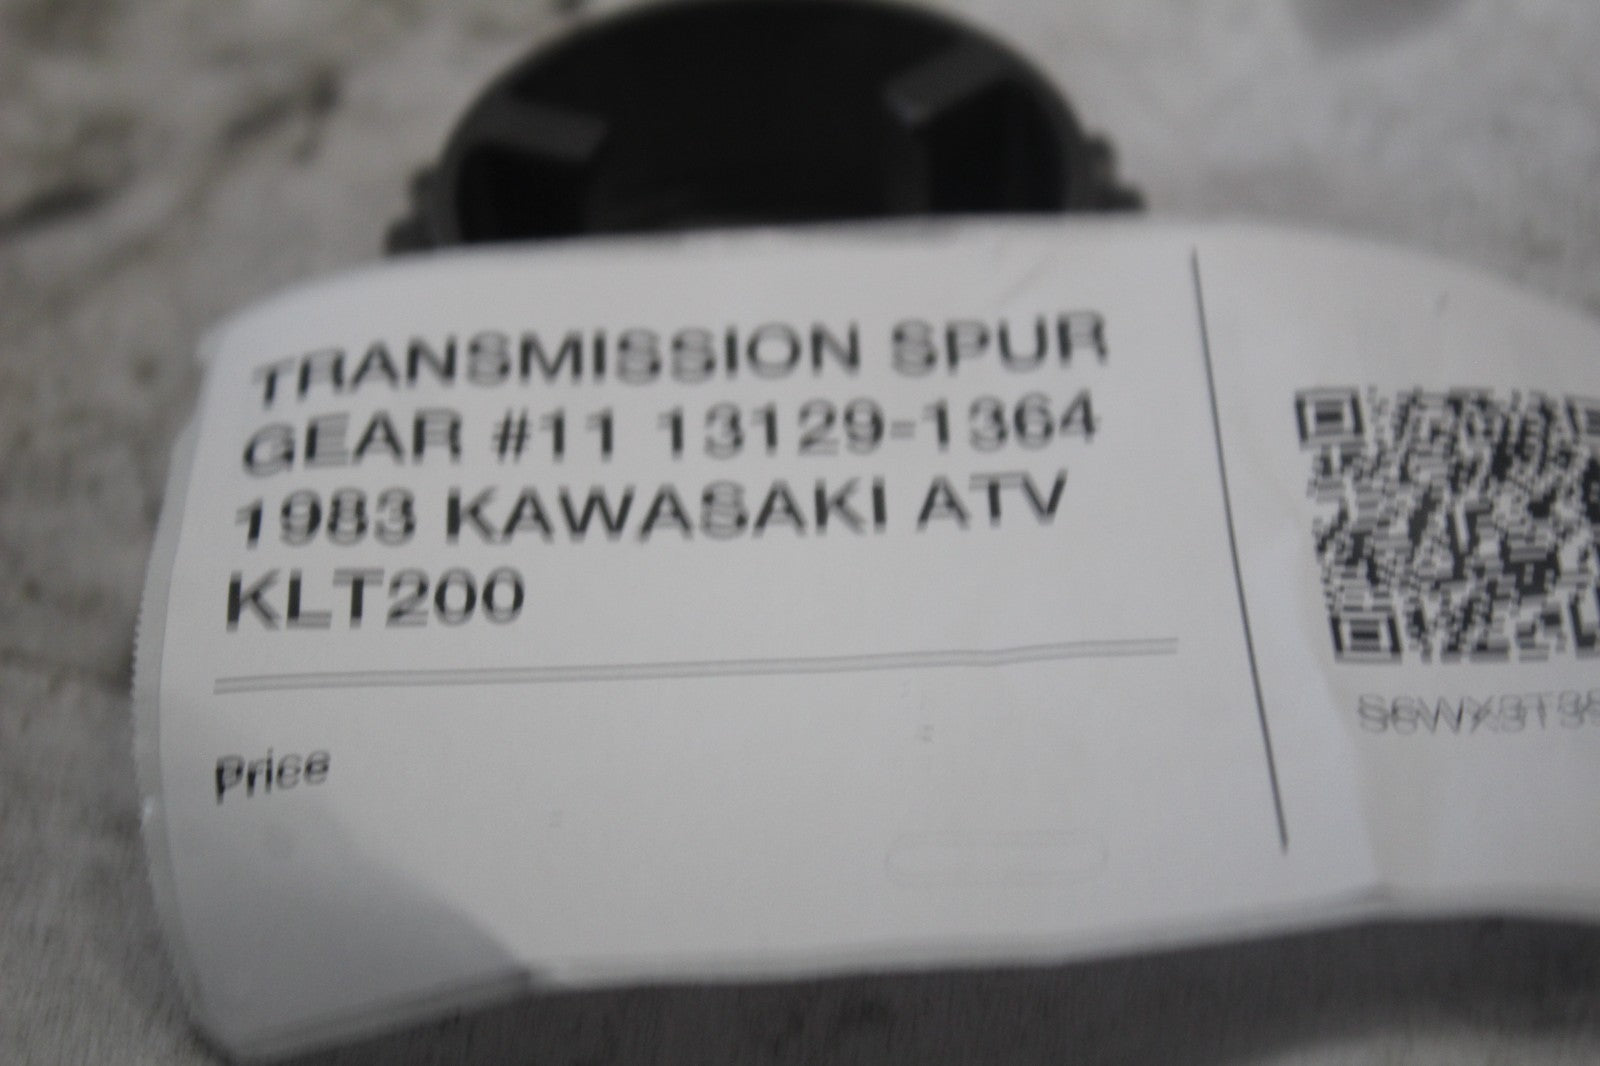 TRANSMISSION SPUR
GEAR #11 13129-1364
1983 KAWASAKI ATV
KLT200
Price